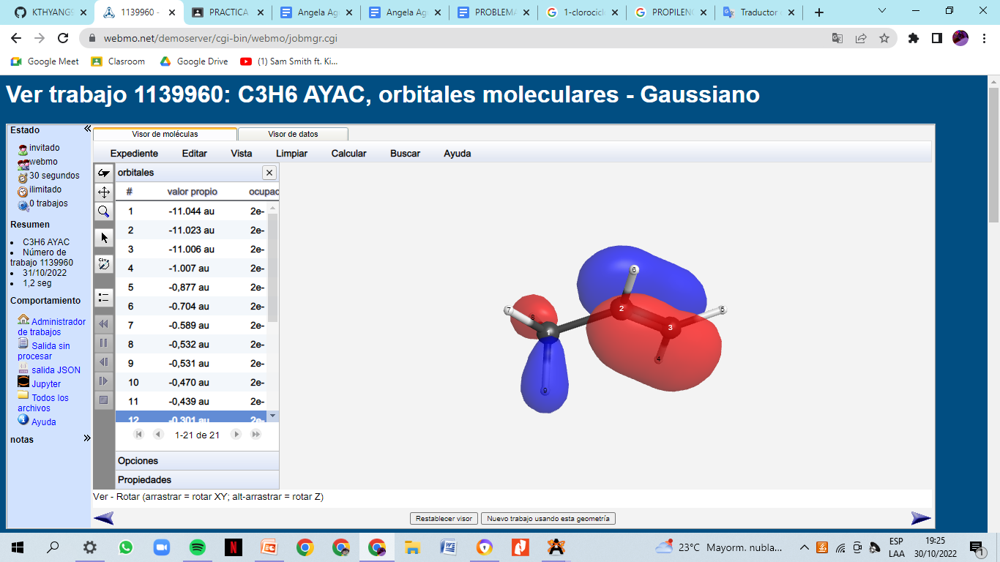 KTHYANG9
1139960 -
PRACTICA
Angela Ag
Angela Ag
PROBLEMA
1-clorocicl
PROPILENO
Traductor
webmo.net/demoserver/cgi-bin/webmo/jobmgr.cgi
Google Meet
Clasroom
Google Drive
(1) Sam Smith ft. Ki...
Ver trabajo 1139960: C3H6 AYAC, orbitales moleculares - Gaussiano
Estado
invitado
webmo
30 segundos
ilimitado
0 trabajos
Resumen
C3H6 AYAC
Número de
trabajo 1139960
31/10/2022
1,2 seg
Comportamiento
Administrador
de trabajos
Salida sin
procesar
salida JSON
Jupyter
Todos los
archivos
Ayuda
notas
Visor de moléculas
Visor de datos
Expediente Editar Vista Limpiar Calcular Buscar Ayuda
orbitales
# valor propio ocupac
1 -11.044 au 2e-
2 -11.023 au 2e-
3 -11.006 au 2e-
4 -1.007 au 2e-
5 -0,877 au 2e-
6 -0.704 au 2e-
7 -0.589 au 2e-
8 -0,532 au 2e-
9 -0,531 au 2e-
10 -0,470 au 2e-
11 -0,439 au 2e-
12 -0.301 au 2e-
1-21 de 21
Opciones
Propiedades
6
7
8
2
5
3
1
4
9
Ver - Rotar (arrastrar = rotar XY; alt-arrastrar = rotar Z)
Restablecer visor
Nuevo trabajo usando esta geometría
23°C Mayorm. nubla...
ESP
LAA
19:25
30/10/2022
1